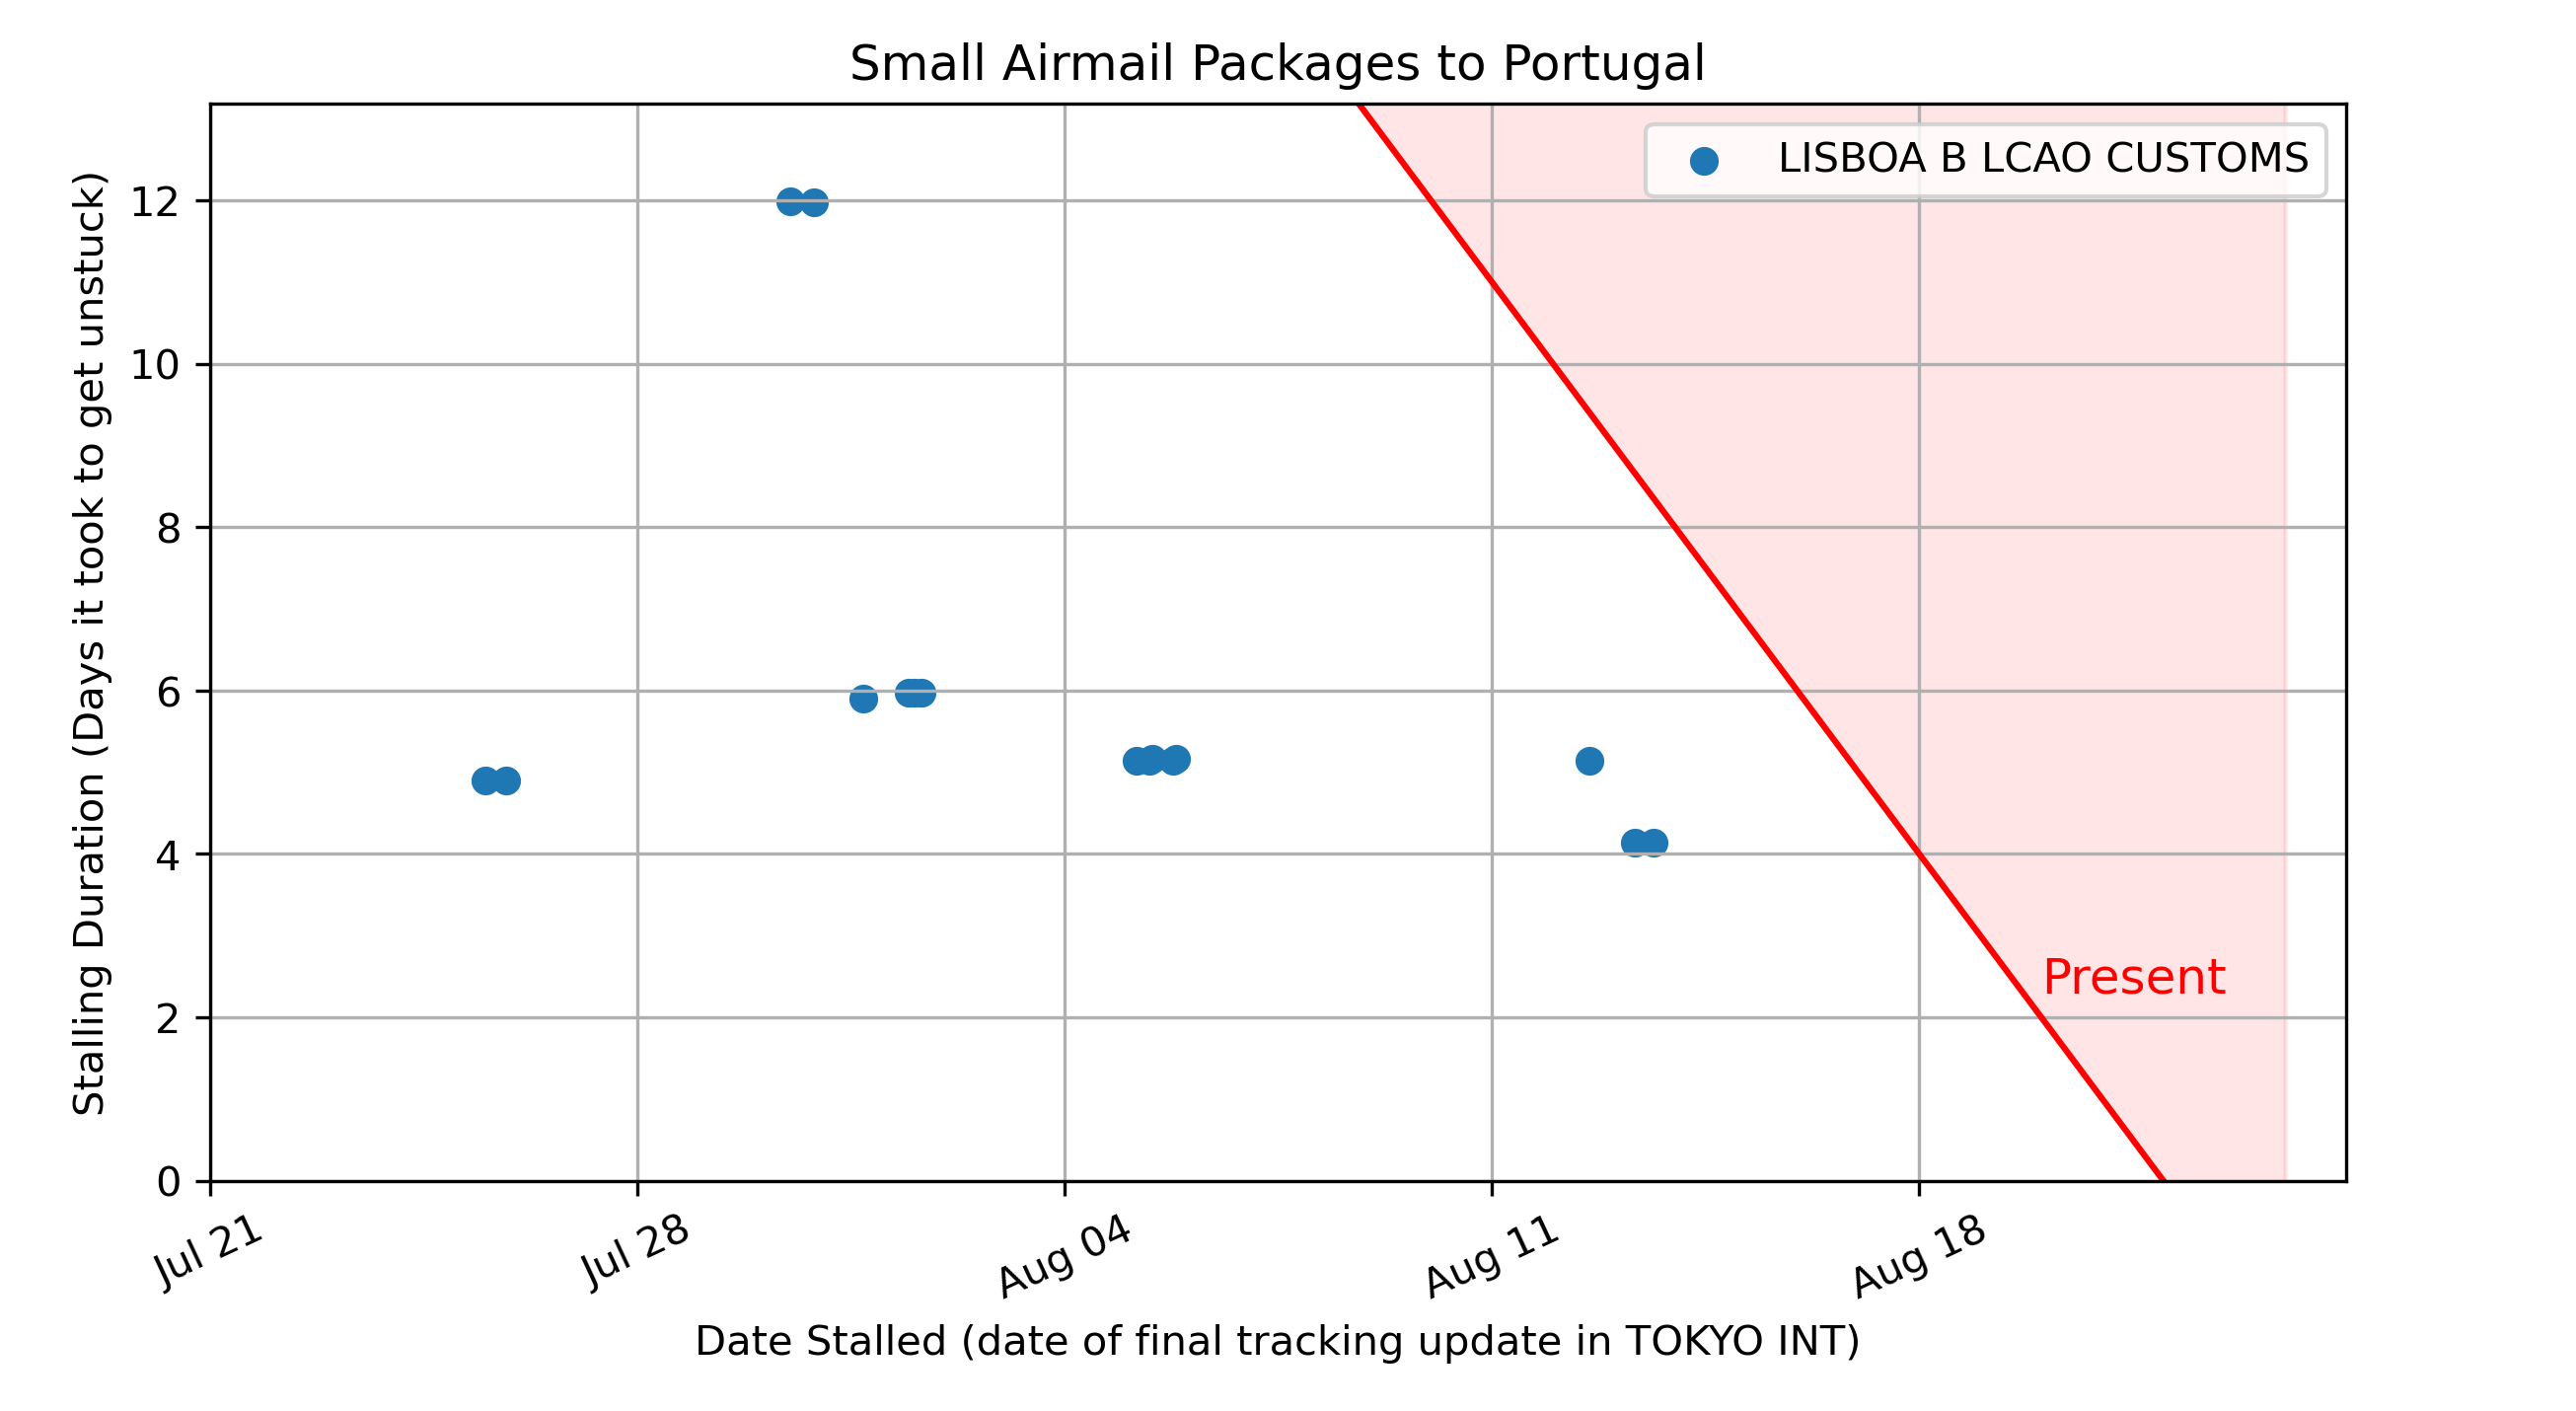 Small Airmail Packages to Portugal
LISBOA B LCAO CUSTOMS
Stalling Duration (Days it took to get unstuck)
12
10
8
6
4
2
0
Present
Jul 21
Jul 28
Aug 04
Aug 11
Aug 18
Date Stalled (date of final tracking update in TOKYO INT)